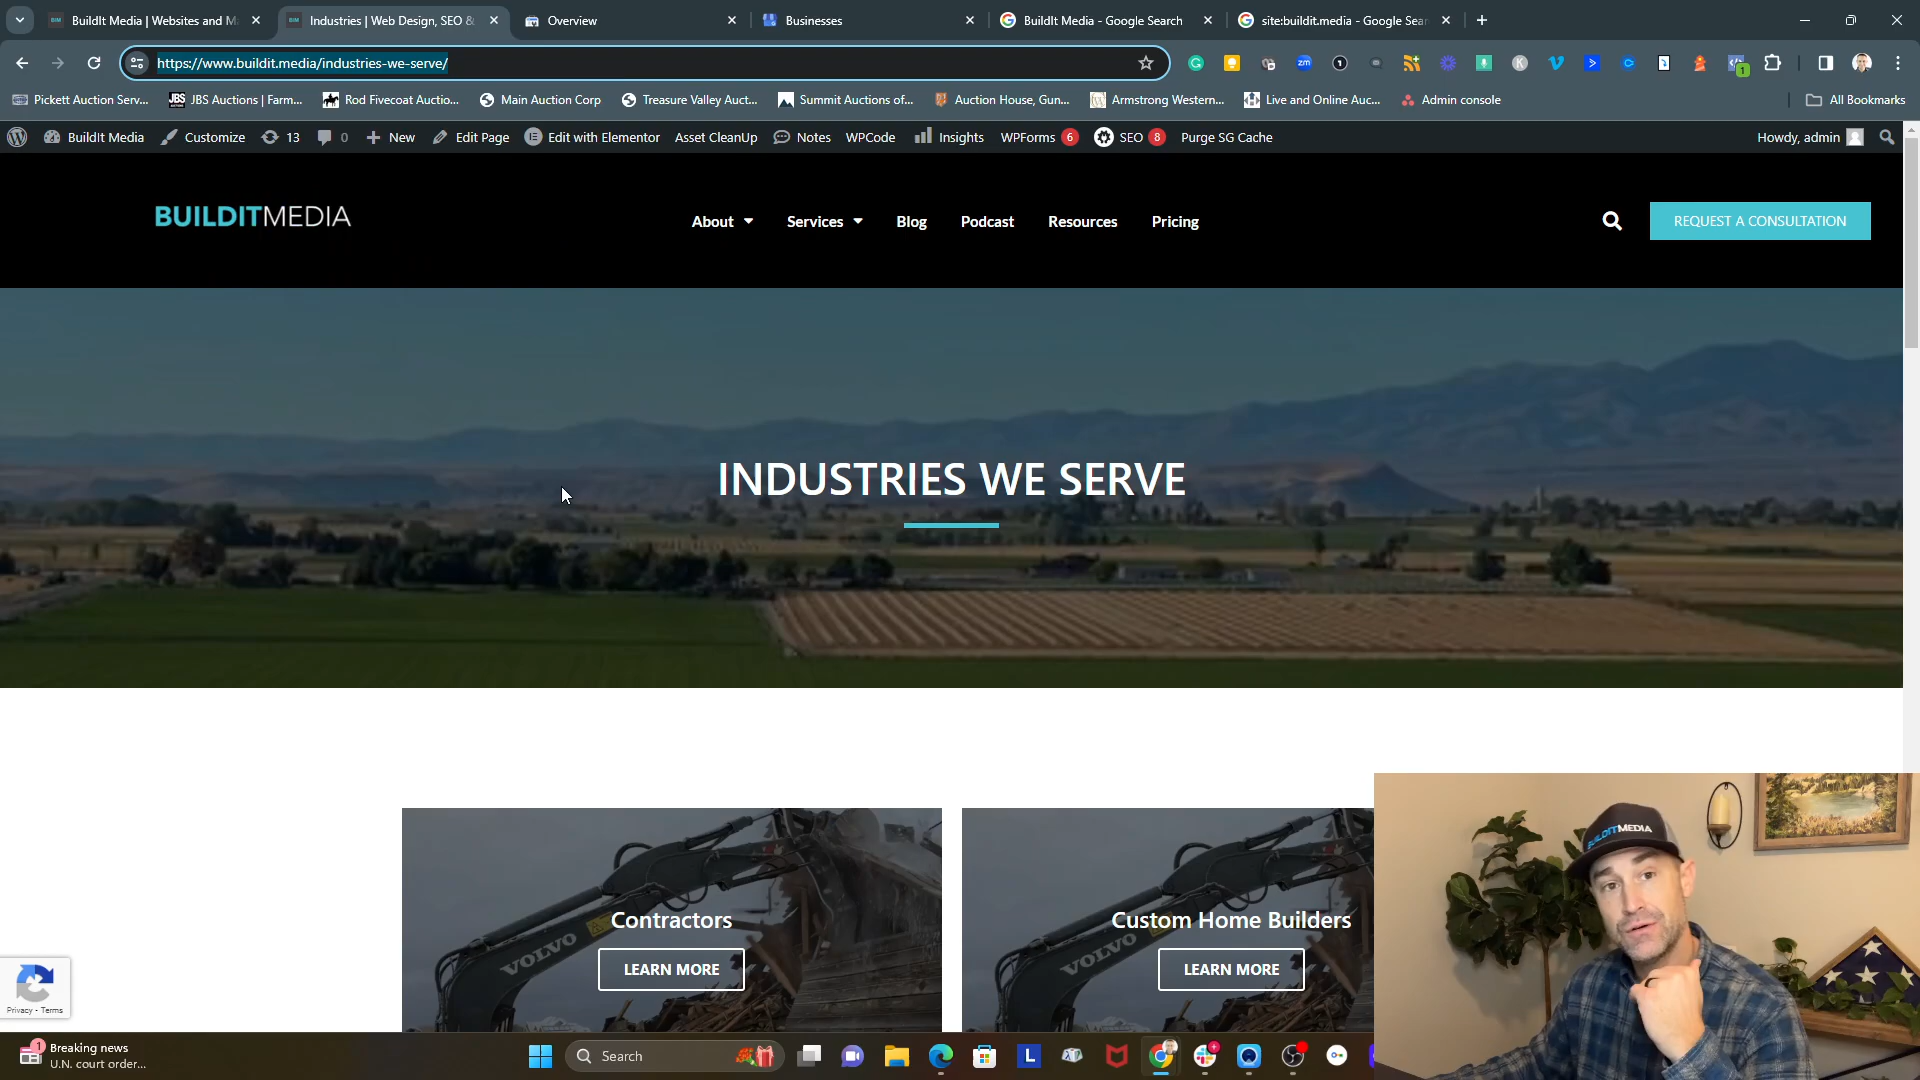 BuildIt Media | Websites and M
Industries | Web Design, SEO &
Overview
Businesses
BuildIt Media - Google Search
site:buildit.media - Google Sear
https://www.buildit.media/industries-we-serve/
Pickett Auction Serv...
JBS Auctions | Farm...
Rod Fivecoat Auctio...
Main Auction Corp
Treasure Valley Auct...
Summit Auctions of...
Auction House, Gun...
Armstrong Western...
Live and Online Auc...
Admin console
All Bookmarks
BuildIt Media
Customize
13
0
New
Edit Page
Edit with Elementor
Asset CleanUp
Notes
WPCode
Insights
WPForms 6
SEO 8
Purge SG Cache
Howdy, admin
BUILDITMEDIA
About
Services
Blog
Podcast
Resources
Pricing
REQUEST A CONSULTATION
INDUSTRIES WE SERVE
VOLVO
Contractors
LEARN MORE
VOLVO
Custom Home Builders
LEARN MORE
BUILDITMEDIA
Privacy - Terms
1
Breaking news
U.N. court order...
Search